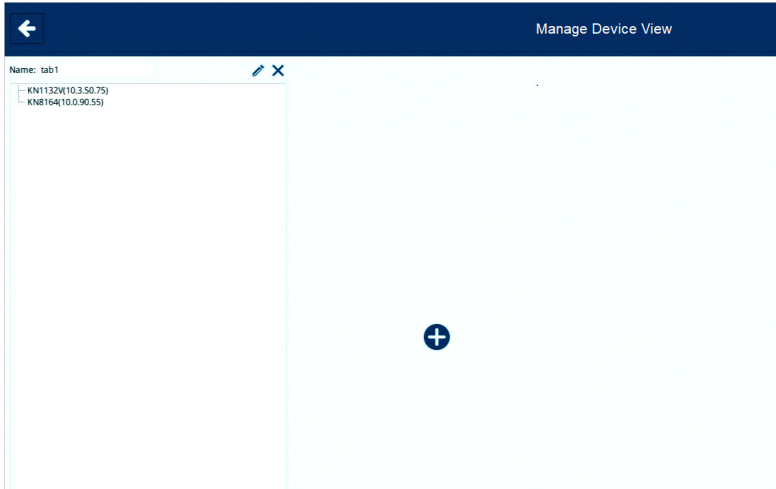 Manage Device View
Name: tab1
KN1132V(10.3.50.75)
KN8164(10.0.90.55)